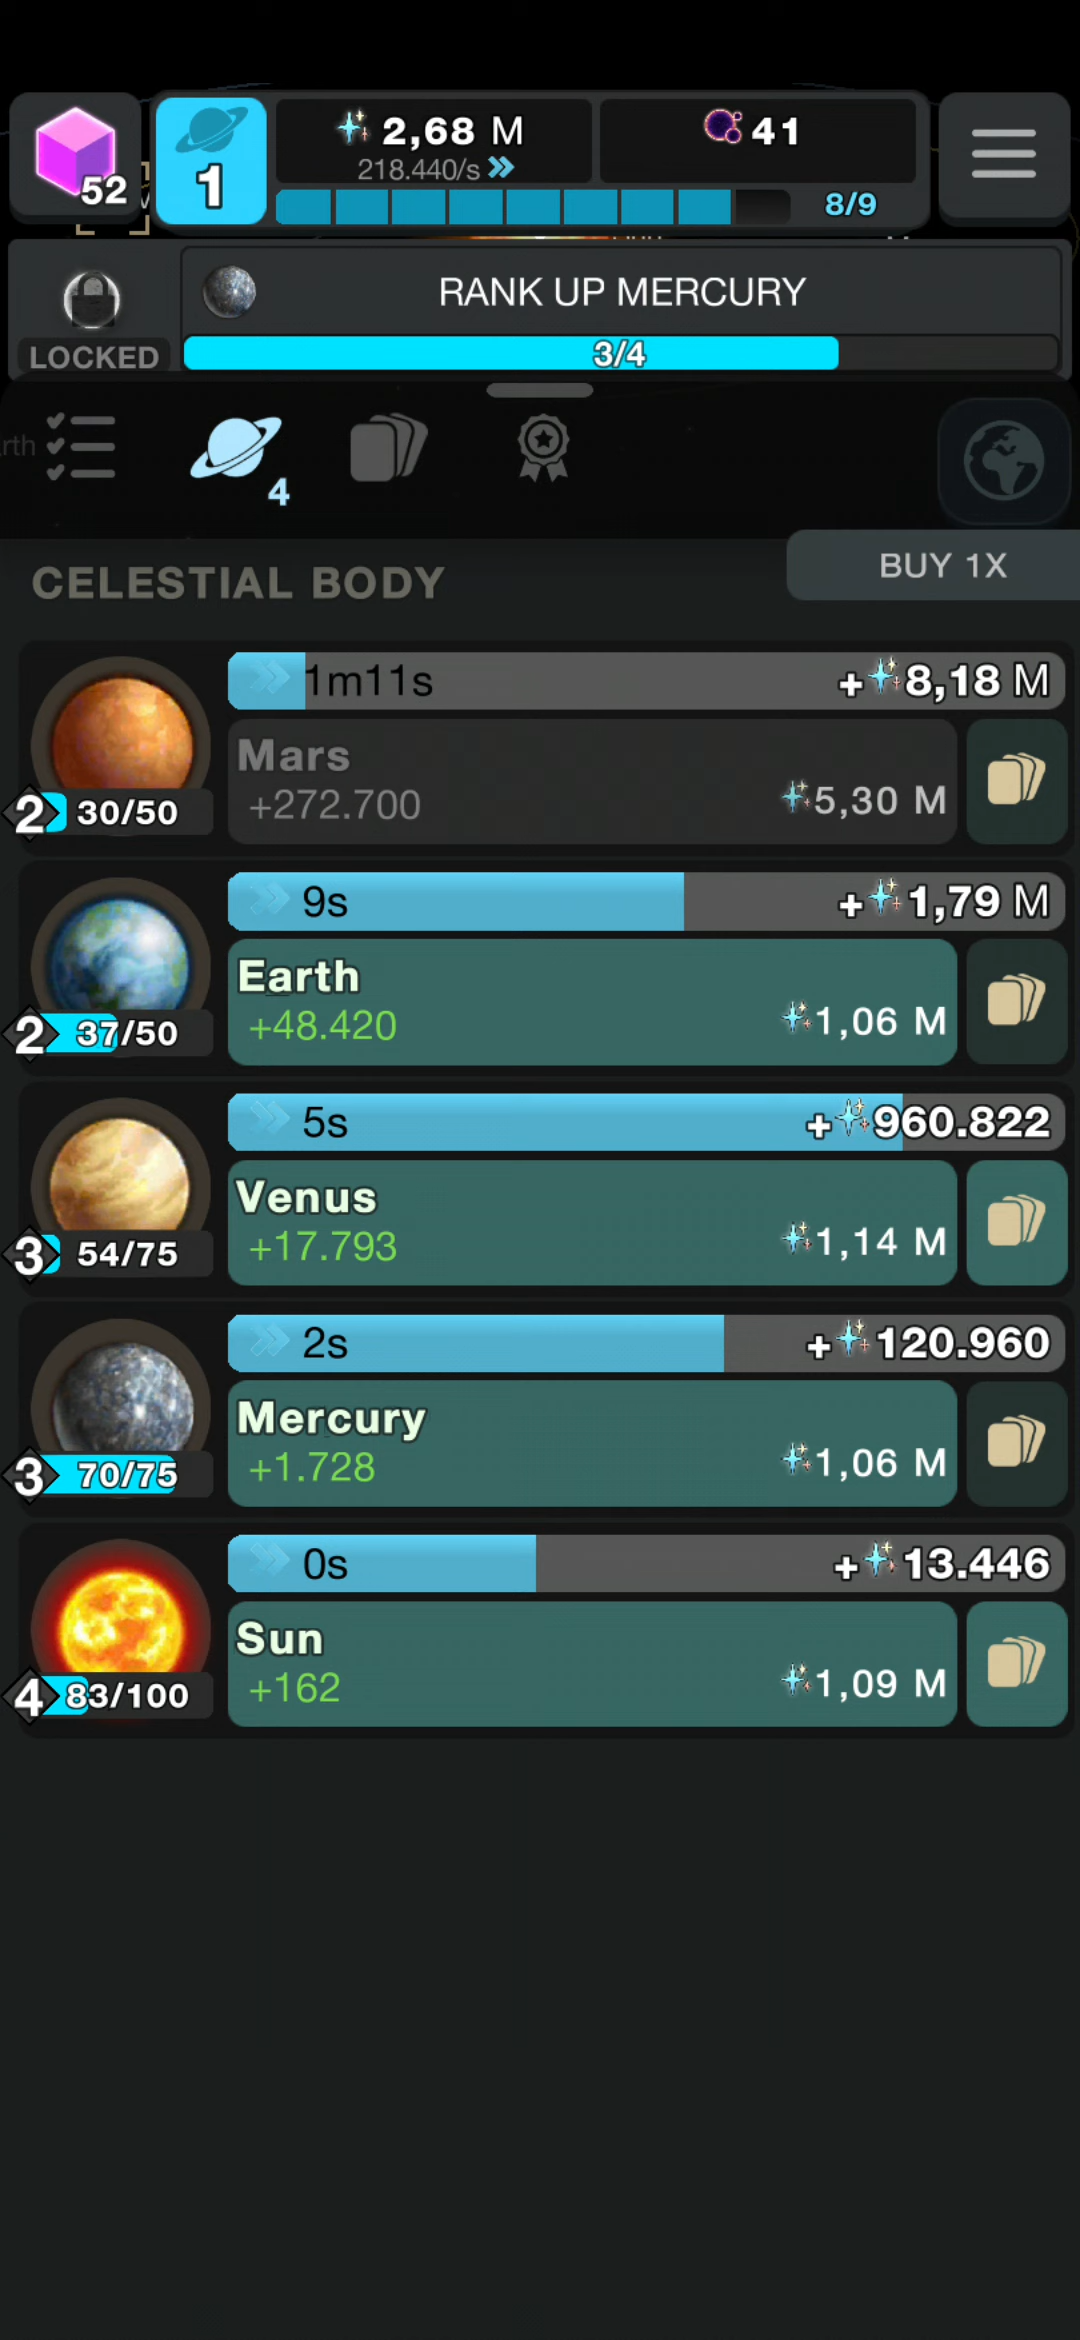 52
1
2,68 M
218.440/s
41
8/9
LOCKED
RANK UP MERCURY
3/4
rth
4
CELESTIAL BODY
BUY 1X
1m11s
+8,18 M
Mars
+272.700
5,30 M
2
30/50
9s
+1,79 M
Earth
+48.420
1,06 M
2
37/50
5s
+960.822
Venus
+17.793
1,14 M
3
54/75
2s
+120.960
Mercury
+1.728
1,06 M
3
70/75
0s
+13.446
Sun
+162
1,09 M
4
83/100